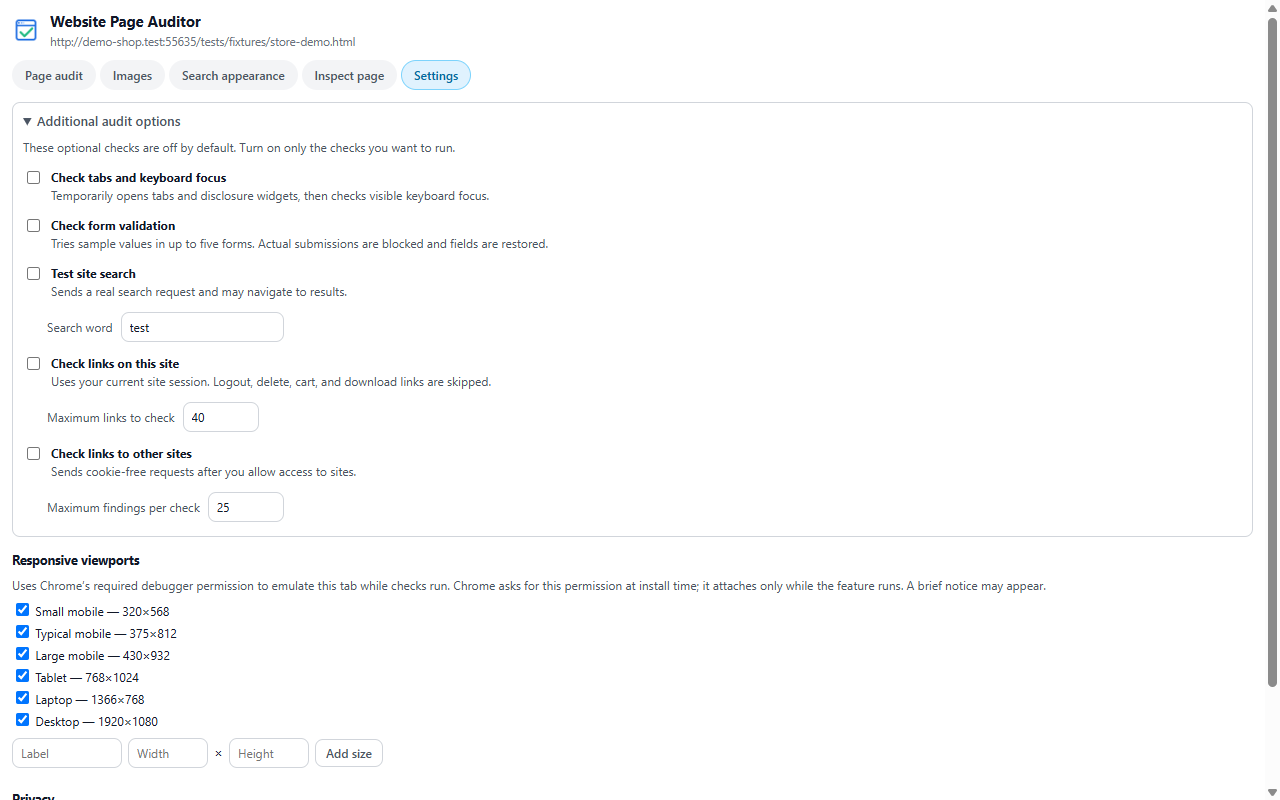 Website Page Auditor
http://demo-shop.test:55635/tests/fixtures/store-demo.html
Page audit Images Search appearance Inspect page Settings
▼ Additional audit options
These optional checks are off by default. Turn on only the checks you want to run.
Check tabs and keyboard focus
Temporarily opens tabs and disclosure widgets, then checks visible keyboard focus.
Check form validation
Tries sample values in up to five forms. Actual submissions are blocked and fields are restored.
Test site search
Sends a real search request and may navigate to results.
Search word test
Check links on this site
Uses your current site session. Logout, delete, cart, and download links are skipped.
Maximum links to check 40
Check links to other sites
Sends cookie-free requests after you allow access to sites.
Maximum findings per check 25
Responsive viewports
Uses Chrome's required debugger permission to emulate this tab while checks run. Chrome asks for this permission at install time; it attaches only while the feature runs. A brief notice may appear.
Small mobile — 320×568
Typical mobile — 375×812
Large mobile — 430×932
Tablet — 768×1024
Laptop — 1366×768
Desktop — 1920×1080
Label Width × Height Add size
Privacy